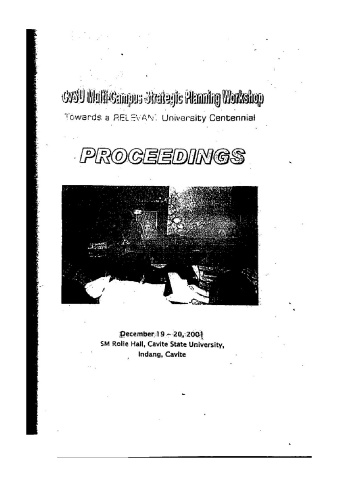 CvSU Multi-Campus Strategic Planning Workshop
Towards a RELEVANT University Centennial
PROCEEDINGS
December 19 – 20, 2001
SM Rolle Hall, Cavite State University,
Indang, Cavite